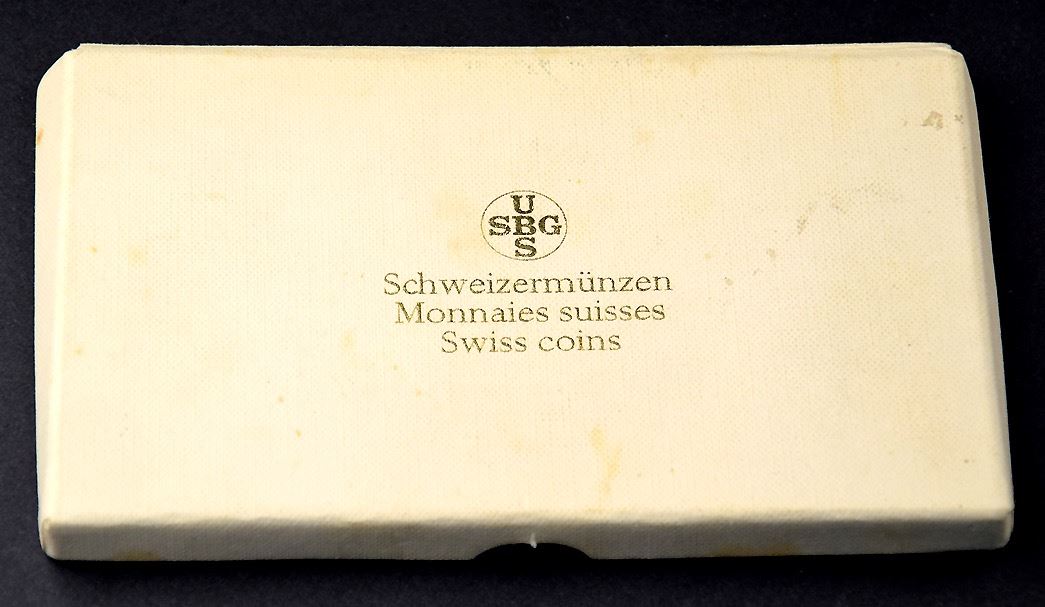 U
SBG
S
Schweizermünzen
Monnaies suisses
Swiss coins